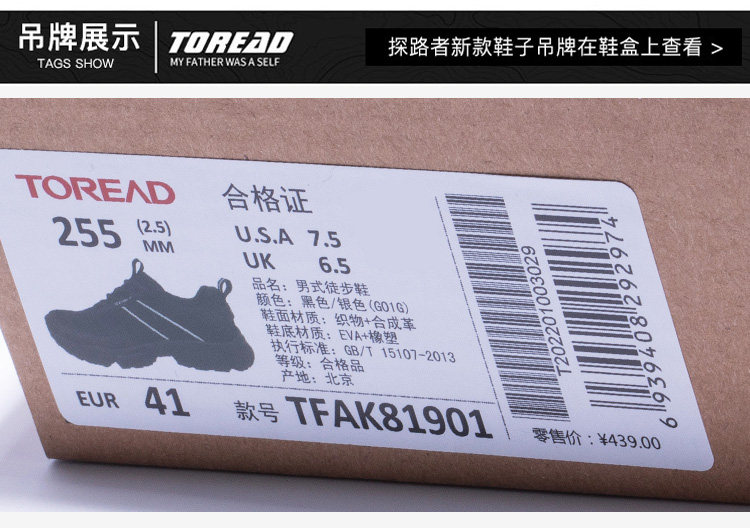 吊牌展示
TAGS SHOW
TOREAD
MY FATHER WAS A SELF
探路者新款鞋子吊牌在鞋盒上查看 >
TOREAD
合格证
255 (2.5) MM
U.S.A 7.5
UK 6.5
品名：男式徒步鞋
颜色：黑色/银色(G01G)
鞋面材质：织物+合成革
鞋底材质：EVA+橡塑
执行标准：GB/T 15107-2013
等级：合格品
产地：北京
EUR 41
款号 TFAK81901
T202201003029
6939408292974
零售价：¥439.00